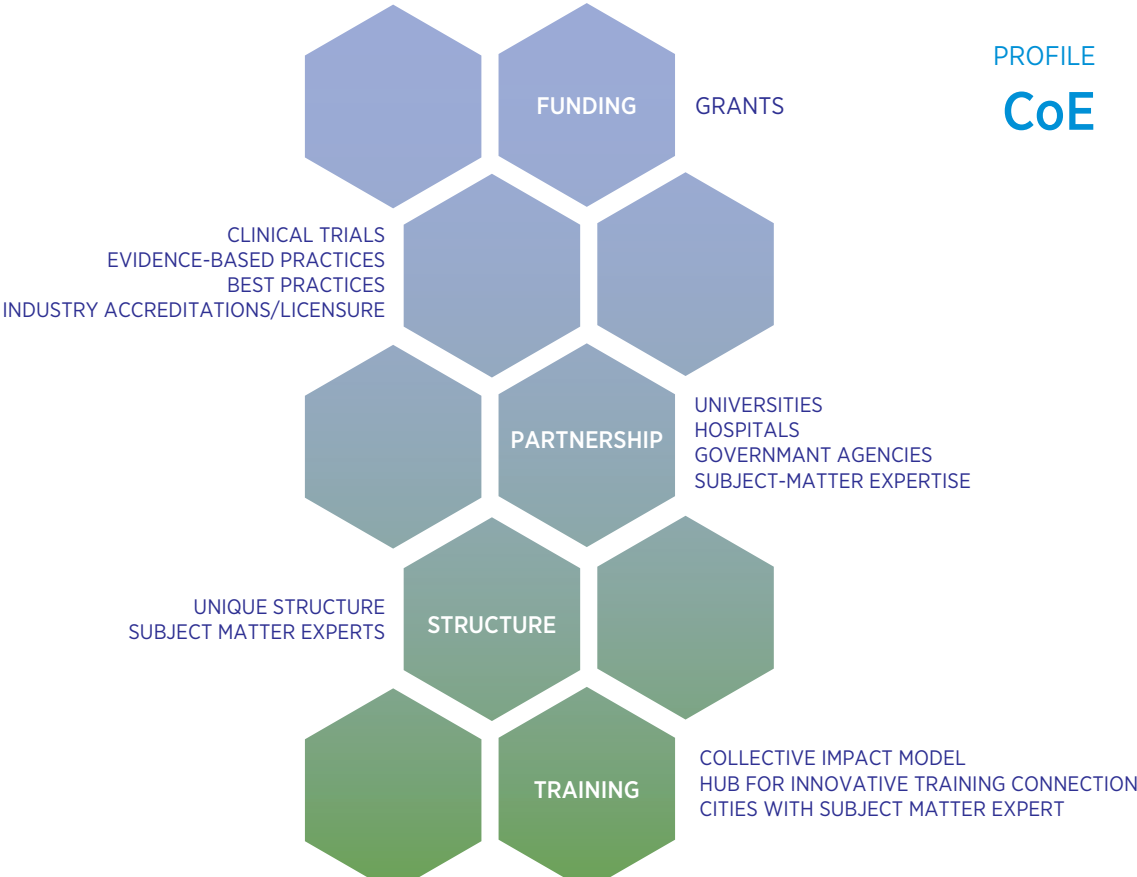 PROFILE
CoE
FUNDING
GRANTS
CLINICAL TRIALS
EVIDENCE-BASED PRACTICES
BEST PRACTICES
INDUSTRY ACCREDITATIONS/LICENSURE
PARTNERSHIP
UNIVERSITIES
HOSPITALS
GOVERNMANT AGENCIES
SUBJECT-MATTER EXPERTISE
UNIQUE STRUCTURE
SUBJECT MATTER EXPERTS
STRUCTURE
TRAINING
COLLECTIVE IMPACT MODEL
HUB FOR INNOVATIVE TRAINING CONNECTION
CITIES WITH SUBJECT MATTER EXPERT